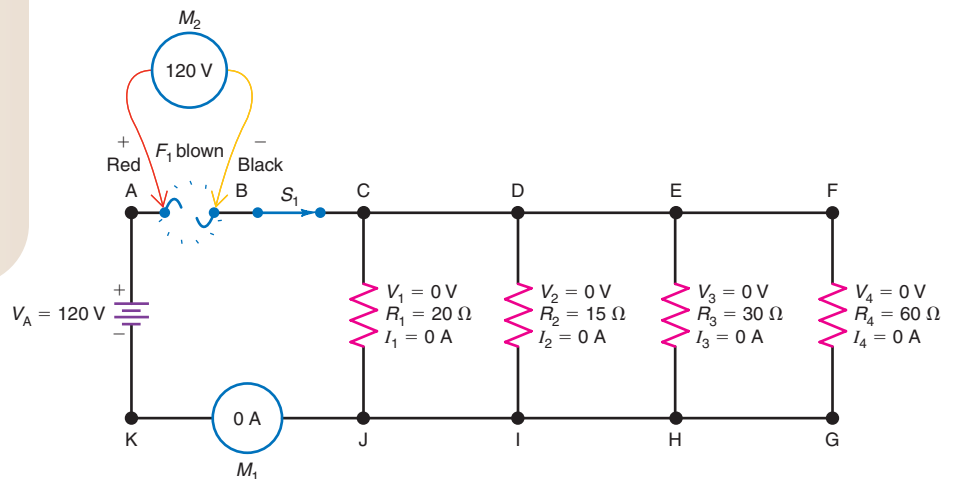 M₂
120 V
+
−
Red
F₁ blown
Black
A
B
S₁
C
D
E
F
+
V_A = 120 V
−
V₁ = 0 V
R₁ = 20 Ω
I₁ = 0 A
V₂ = 0 V
R₂ = 15 Ω
I₂ = 0 A
V₃ = 0 V
R₃ = 30 Ω
I₃ = 0 A
V₄ = 0 V
R₄ = 60 Ω
I₄ = 0 A
0 A
K
J
I
H
G
M₁